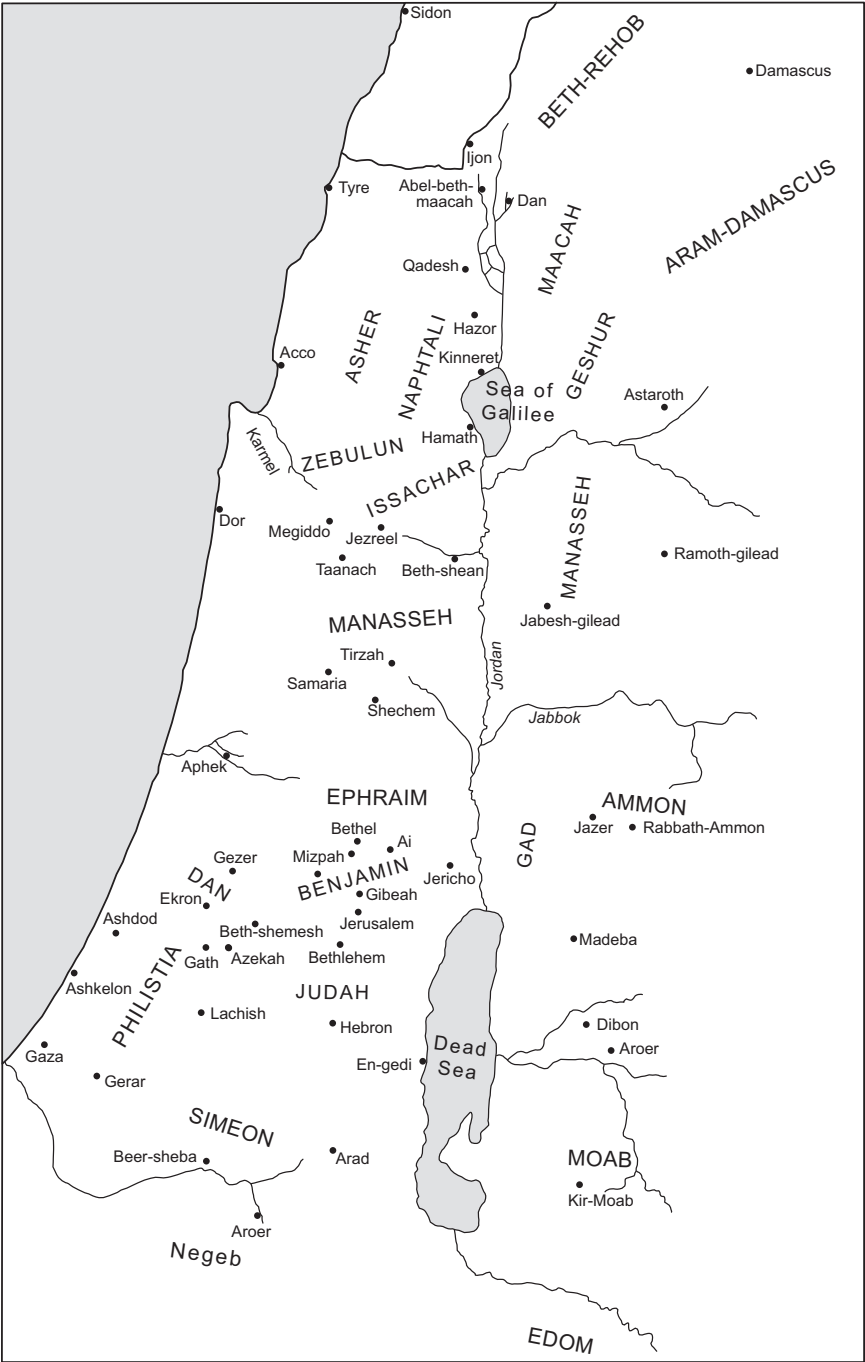 Sidon
BETH-REHOB
Damascus
Ijon
Tyre
Abel-beth-
maacah
Dan
ARAM-DAMASCUS
MAACAH
Qadesh
Hazor
ASHER
NAPHTALI
GESHUR
Acco
Kinneret
Sea of
Galilee
Astaroth
Hamath
Karmel
ZEBULUN
ISSACHAR
Dor
Megiddo
Jezreel
MANASSEH
Taanach
Beth-shean
Ramoth-gilead
Jabesh-gilead
MANASSEH
Tirzah
Jordan
Samaria
Shechem
Jabbok
Aphek
EPHRAIM
AMMON
Jazer
Rabbath-Ammon
GAD
Bethel
Ai
Mizpah
Gezer
DAN
BENJAMIN
Jericho
Ekron
Gibeah
Ashdod
Jerusalem
Beth-shemesh
Madeba
Gath
Azekah
Bethlehem
Ashkelon
PHILISTIA
JUDAH
Lachish
Hebron
Dibon
Aroer
Gaza
Dead
Sea
En-gedi
Gerar
SIMEON
Beer-sheba
Arad
MOAB
Kir-Moab
Aroer
Negeb
EDOM